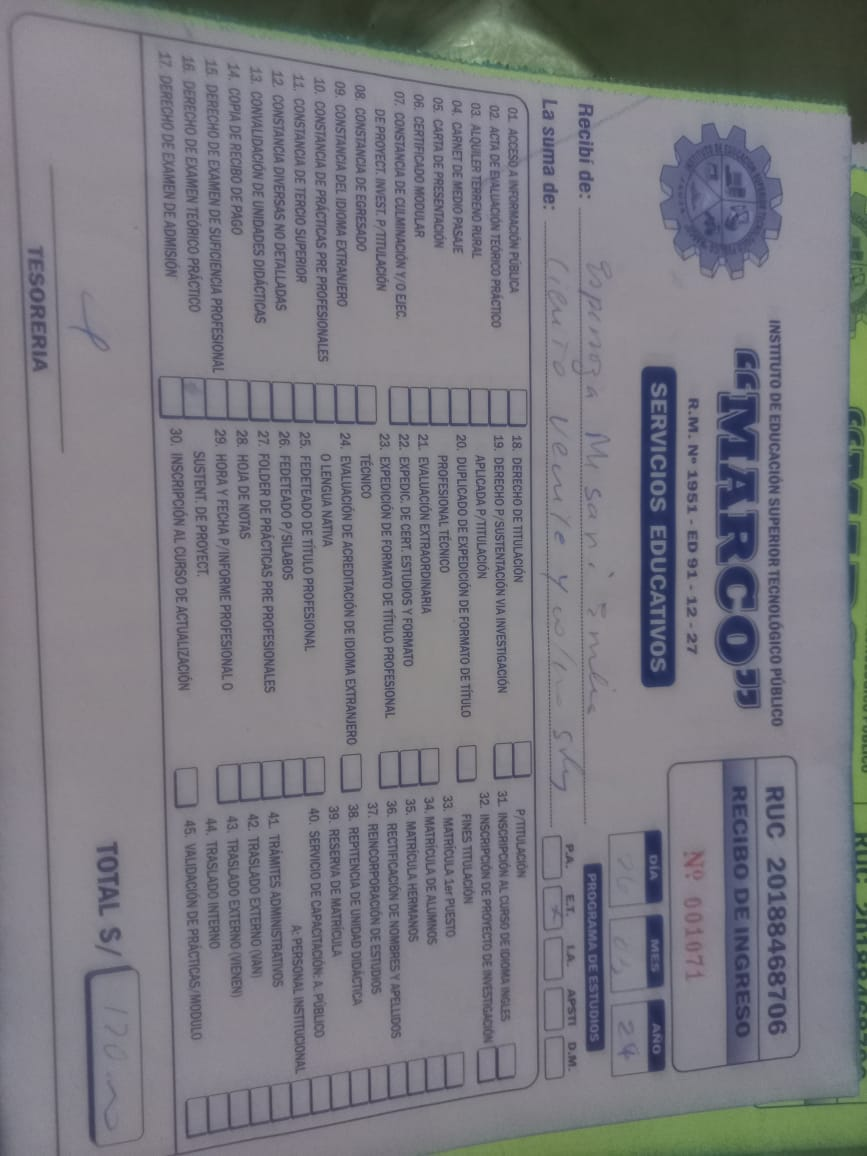 INSTITUTO DE EDUCACIÓN SUPERIOR TECNOLÓGICO PÚBLICO
“MARCO”
R.M. Nº 1951 - ED 91 - 12 - 27
SERVICIOS EDUCATIVOS
RUC 20188468706
RECIBO DE INGRESO
Nº 001071
DÍA MES AÑO
06 03 24
PROGRAMA DE ESTUDIOS
P.A. E.T. I.A. APSTI D.M.
x
Recibí de: Espinoza Misari
La suma de: Ciento veinte y
01. ACCESO A INFORMACIÓN PÚBLICA
02. ACTA DE EVALUACIÓN TEÓRICO PRÁCTICO
03. ALQUILER TERRENO RURAL
04. CARNET DE MEDIO PASAJE
05. CARTA DE PRESENTACIÓN
06. CERTIFICADO MODULAR
07. CONSTANCIA DE CULMINACIÓN Y/O EJEC.
DE PROYECT. INVEST. P/TITULACIÓN
08. CONSTANCIA DE EGRESADO
09. CONSTANCIA DEL IDIOMA EXTRANJERO
10. CONSTANCIA DE PRÁCTICAS PRE PROFESIONALES
11. CONSTANCIA DE TERCIO SUPERIOR
12. CONSTANCIA DIVERSAS NO DETALLADAS
13. CONVALIDACIÓN DE UNIDADES DIDÁCTICAS
14. COPIA DE RECIBO DE PAGO
15. DERECHO DE EXAMEN DE SUFICIENCIA PROFESIONAL
16. DERECHO DE EXAMEN TEÓRICO PRÁCTICO
17. DERECHO DE EXAMEN DE ADMISIÓN
18. DERECHO DE TITULACIÓN
19. DERECHO P/SUSTENTACIÓN VIA INVESTIGACIÓN
APLICADA P/TITULACIÓN
20. DUPLICADO DE EXPEDICIÓN DE FORMATO DE TÍTULO
PROFESIONAL TÉCNICO
21. EVALUACIÓN EXTRAORDINARIA
22. EXPEDIC. DE CERT. ESTUDIOS Y FORMATO
23. EXPEDICIÓN DE FORMATO DE TÍTULO PROFESIONAL
TÉCNICO
24. EVALUACIÓN DE ACREDITACIÓN DE IDIOMA EXTRANJERO
O LENGUA NATIVA
25. FEDETEADO DE TÍTULO PROFESIONAL
26. FEDETEADO P/SILABOS
27. FOLDER DE PRÁCTICAS PRE PROFESIONALES
28. HOJA DE NOTAS
29. HORA Y FECHA P/INFORME PROFESIONAL O
SUSTENT. DE PROYECT.
30. INSCRIPCIÓN AL CURSO DE ACTUALIZACIÓN
P/TITULACIÓN
31. INSCRIPCIÓN AL CURSO DE IDIOMA INGLES
32. INSCRIPCIÓN DE PROYECTO DE INVESTIGACIÓN
FINES TITULACIÓN
33. MATRÍCULA 1er PUESTO
34. MATRÍCULA DE ALUMNOS
35. MATRÍCULA HERMANOS
36. RECTIFICACIÓN DE NOMBRES Y APELLIDOS
37. REINCORPORACIÓN DE ESTUDIOS
38. REPITENCIA DE UNIDAD DIDÁCTICA
39. RESERVA DE MATRÍCULA
40. SERVICIO DE CAPACITACIÓN: A. PÚBLICO
A: PERSONAL INSTITUCIONAL
41. TRÁMITES ADMINISTRATIVOS
42. TRASLADO EXTERNO (VAN)
43. TRASLADO EXTERNO (VIENEN)
44. TRASLADO INTERNO
45. VALIDACIÓN DE PRÁCTICAS/MODULO
TESORERIA
TOTAL S/